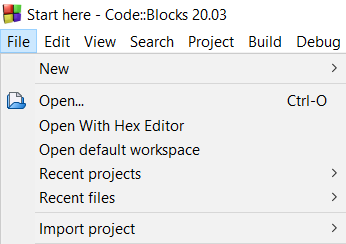 Start here - Code::Blocks 20.03
File Edit View Search Project Build Debug
New
Open... Ctrl-O
Open With Hex Editor
Open default workspace
Recent projects
Recent files
Import project